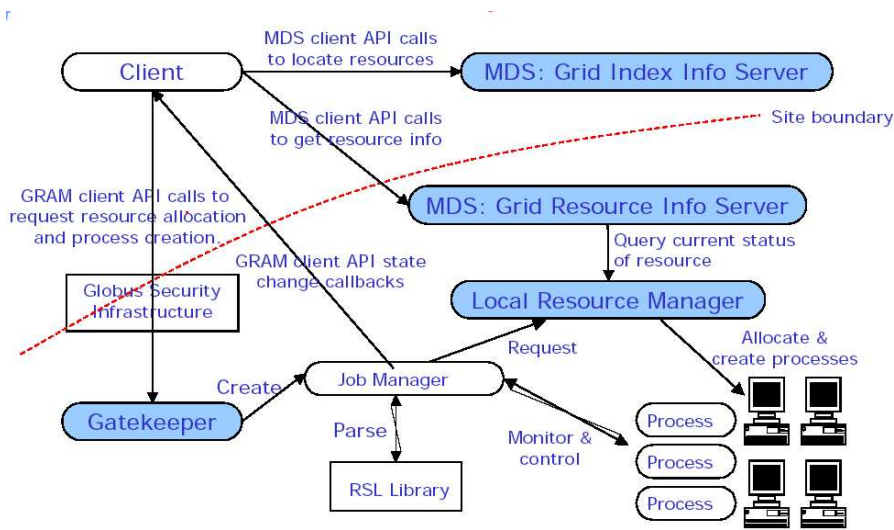 MDS client API calls
to locate resources
Client
MDS: Grid Index Info Server
MDS client API calls
to get resource info
Site boundary
GRAM client API calls to
request resource allocation
and process creation.
MDS: Grid Resource Info Server
Query current status
of resource
GRAM client API state
change callbacks
Globus Security
Infrastructure
Local Resource Manager
Allocate &
create processes
Request
Job Manager
Create
Gatekeeper
Parse
Monitor &
control
Process
Process
Process
RSL Library